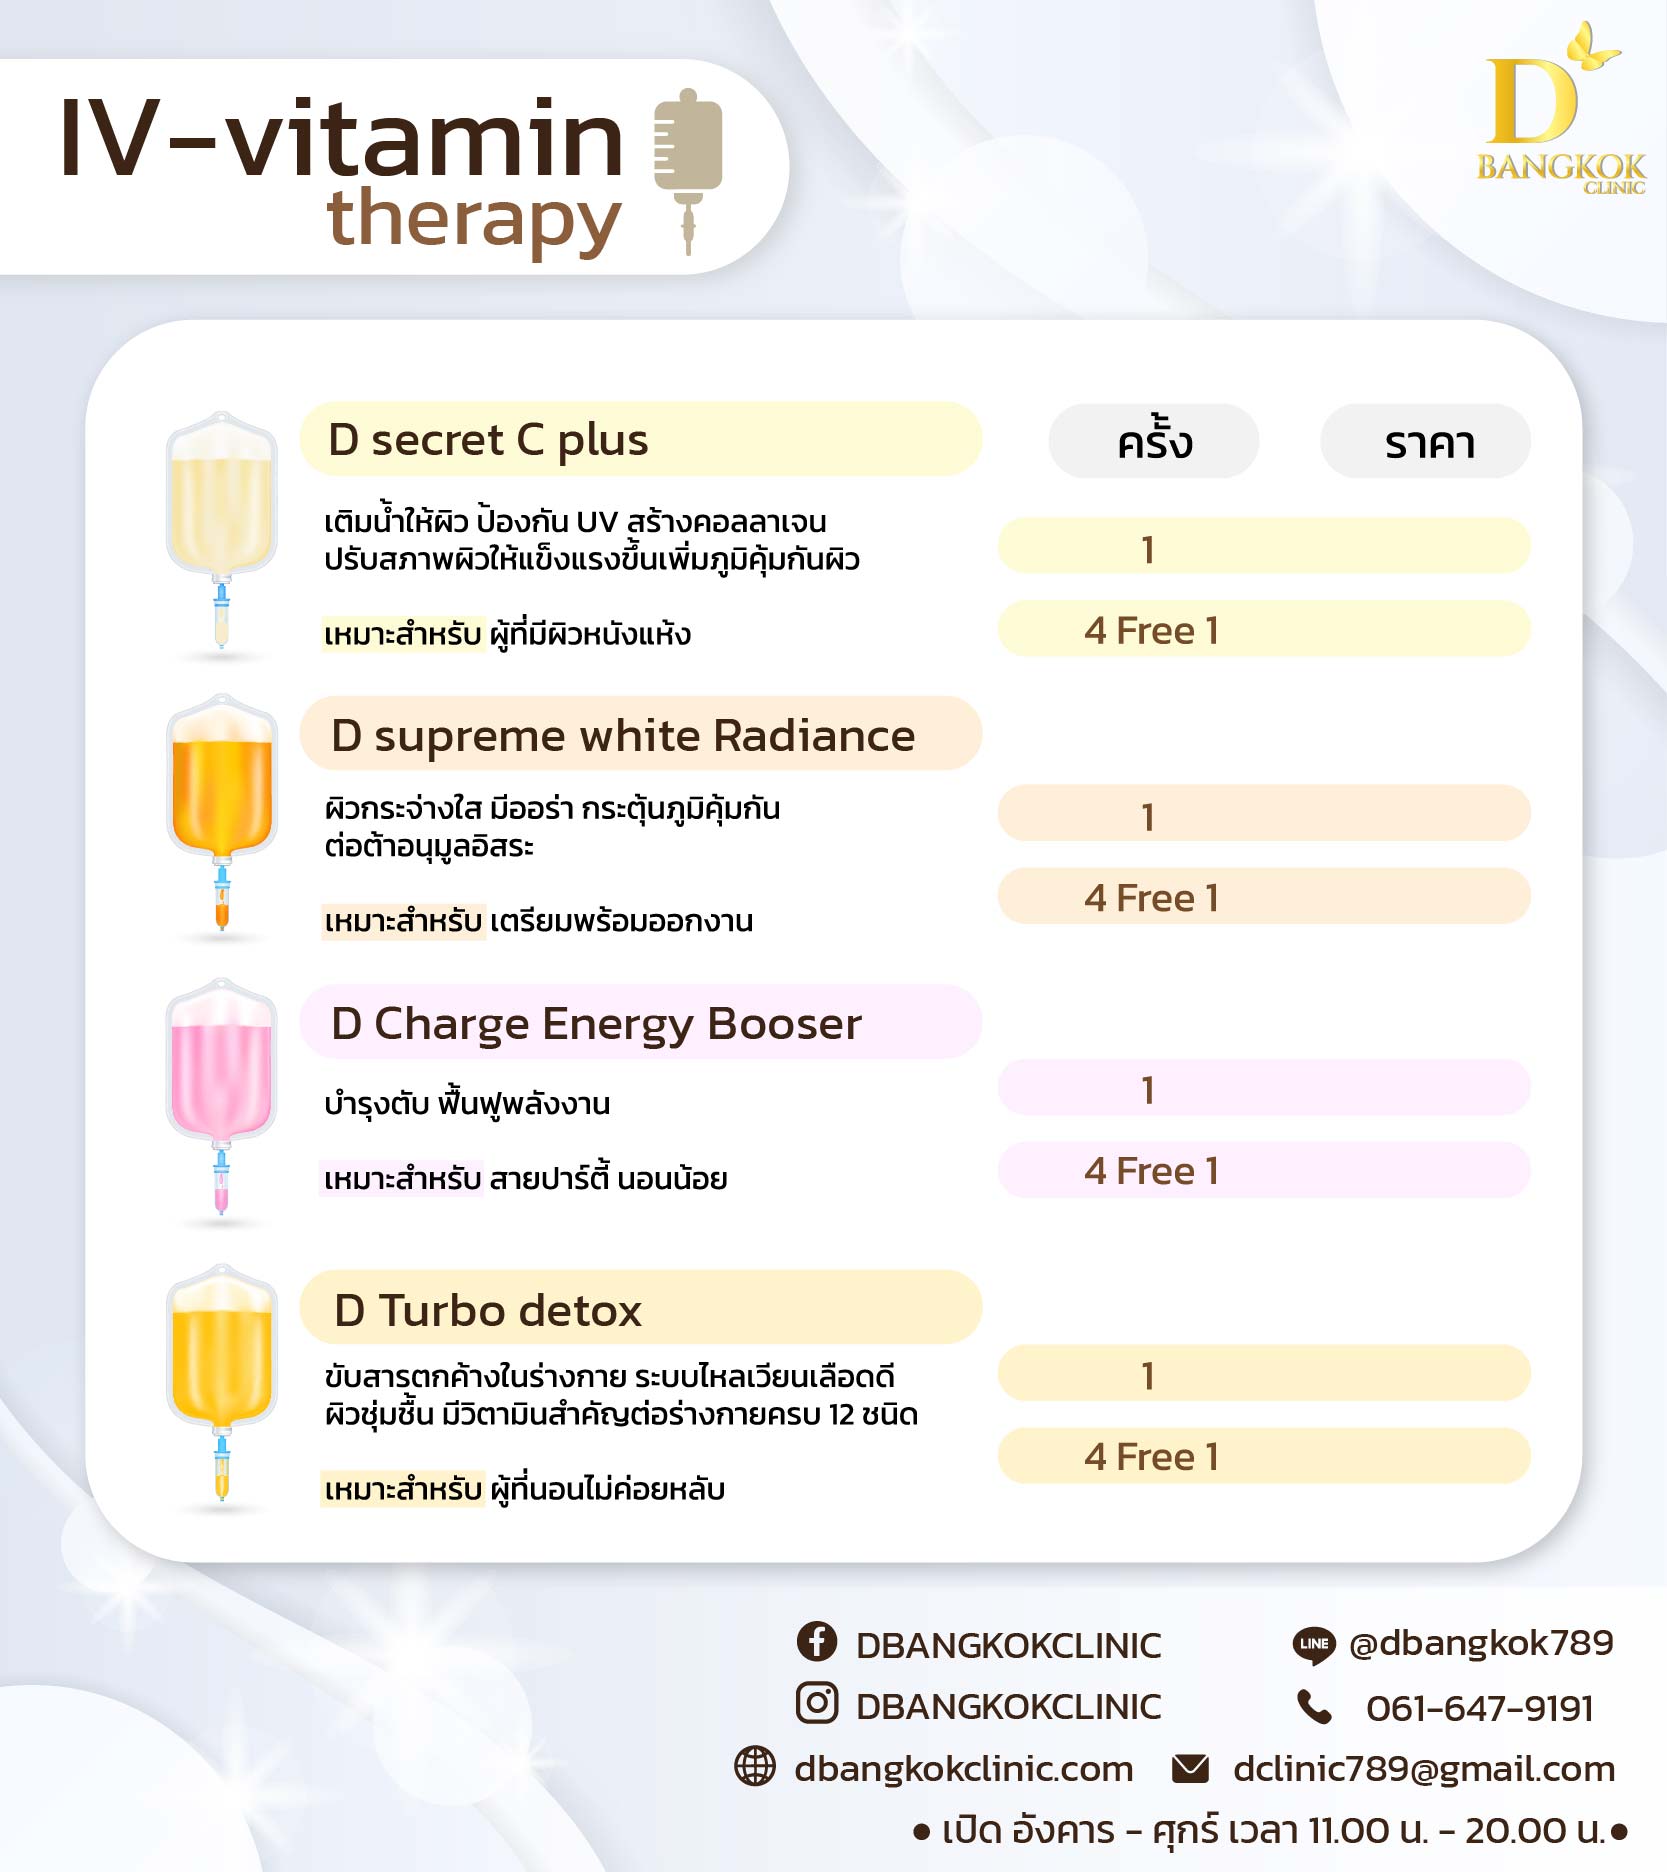 IV-vitamin
therapy
D
BANGKOK
CLINIC
D secret C plus
ครั้ง
ราคา
เติมน้ำให้ผิว ป้องกัน UV สร้างคอลลาเจน
ปรับสภาพผิวให้แข็งแรงขึ้นเพิ่มภูมิคุ้มกันผิว
1
เหมาะสำหรับ ผู้ที่มีผิวหนังแห้ง
4 Free 1
D supreme white Radiance
ผิวกระจ่างใส มีออร่า กระตุ้นภูมิคุ้มกัน
ต่อต้าอนุมูลอิสระ
1
เหมาะสำหรับ เตรียมพร้อมออกงาน
4 Free 1
D Charge Energy Booser
บำรุงตับ ฟื้นฟูพลังงาน
1
เหมาะสำหรับ สายปาร์ตี้ นอนน้อย
4 Free 1
D Turbo detox
ขับสารตกค้างในร่างกาย ระบบไหลเวียนเลือดดี
ผิวชุ่มชื้น มีวิตามินสำคัญต่อร่างกายครบ 12 ชนิด
1
เหมาะสำหรับ ผู้ที่นอนไม่ค่อยหลับ
4 Free 1
DBANGKOKCLINIC
LINE @dbangkok789
DBANGKOKCLINIC
061-647-9191
dbangkokclinic.com
dclinic789@gmail.com
• เปิด อังคาร - ศุกร์ เวลา 11.00 น. - 20.00 น.•